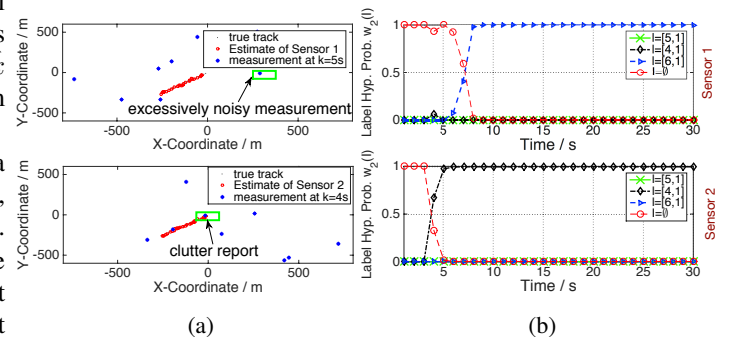 f
s
n
a
,
.
e
t
t
Y-Coordinate / m
500
0
-500
true track
Estimate of Sensor 1
measurement at k=5s
excessively noisy measurement
-500 0 500
X-Coordinate / m
Y-Coordinate / m
500
0
-500
true track
Estimate of Sensor 2
measurement at k=4s
clutter report
-500 0 500
X-Coordinate / m
(a)
Label Hyp. Prob. w₂(l)
1
0.5
0
l=[5,1]
l=[4,1]
l=[6,1]
l=∅
0 5 10 15 20 25 30
Time / s
Sensor 1
Label Hyp. Prob. w₂(l)
1
0.5
0
l=[5,1]
l=[4,1]
l=[6,1]
l=∅
0 5 10 15 20 25 30
Time / s
Sensor 2
(b)